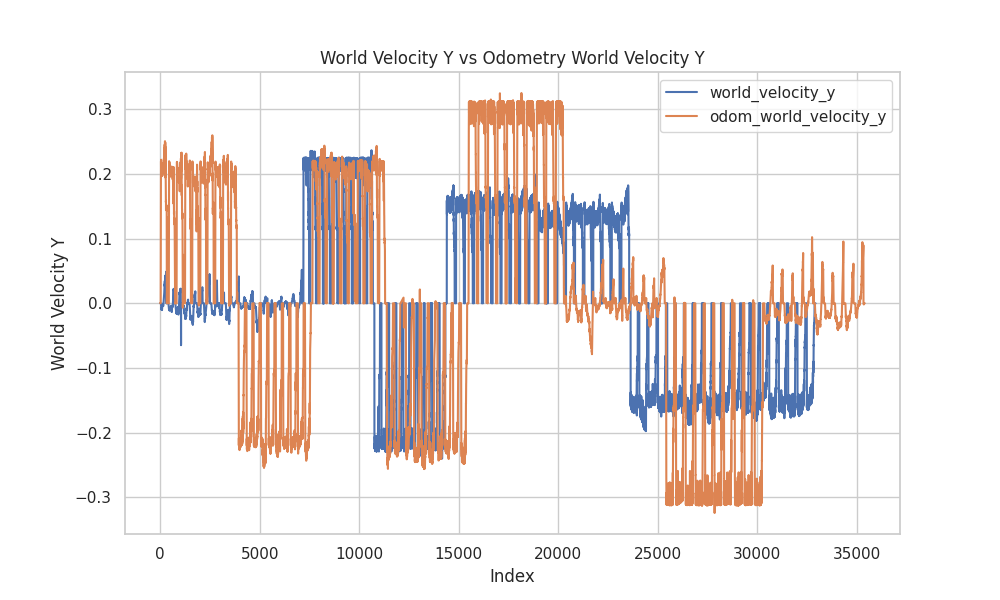 World Velocity Y vs Odometry World Velocity Y
world_velocity_y
odom_world_velocity_y
World Velocity Y
0.3
0.2
0.1
0.0
−0.1
−0.2
−0.3
0 5000 10000 15000 20000 25000 30000 35000
Index